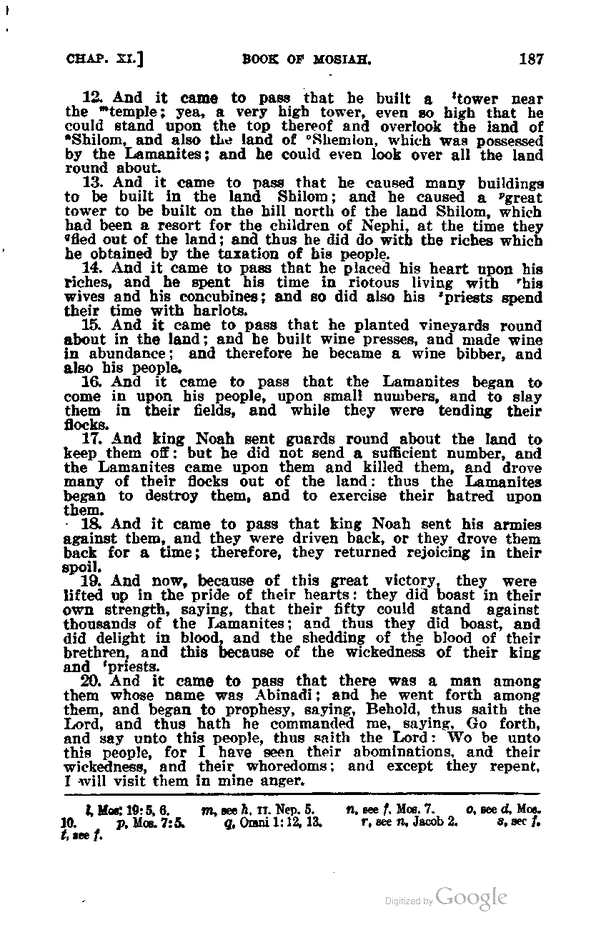 CHAP. XI.] BOOK OF MOSIAH. 187
12. And it came to pass that he built a ˡtower near
the ᵐtemple; yea, a very high tower, even so high that he
could stand upon the top thereof and overlook the land of
ⁿShilom, and also the land of ᵒShemlon, which was possessed
by the Lamanites; and he could even look over all the land
round about.
13. And it came to pass that he caused many buildings
to be built in the land Shilom; and he caused a ᵖgreat
tower to be built on the hill north of the land Shilom, which
had been a resort for the children of Nephi, at the time they
qfled out of the land; and thus he did do with the riches which
he obtained by the taxation of his people.
14. And it came to pass that he placed his heart upon his
riches, and he spent his time in riotous living with ʳhis
wives and his concubines; and so did also his ˢpriests spend
their time with harlots.
15. And it came to pass that he planted vineyards round
about in the land; and he built wine presses, and made wine
in abundance; and therefore he became a wine bibber, and
also his people.
16. And it came to pass that the Lamanites began to
come in upon his people, upon small numbers, and to slay
them in their fields, and while they were tending their
flocks.
17. And king Noah sent guards round about the land to
keep them off: but he did not send a sufficient number, and
the Lamanites came upon them and killed them, and drove
many of their flocks out of the land: thus the Lamanites
began to destroy them, and to exercise their hatred upon
them.
18. And it came to pass that king Noah sent his armies
against them, and they were driven back, or they drove them
back for a time; therefore, they returned rejoicing in their
spoil.
19. And now, because of this great victory, they were
lifted up in the pride of their hearts: they did boast in their
own strength, saying, that their fifty could stand against
thousands of the Lamanites; and thus they did boast, and
did delight in blood, and the shedding of the blood of their
brethren, and this because of the wickedness of their king
and ᵗpriests.
20. And it came to pass that there was a man among
them whose name was Abinadi; and he went forth among
them, and began to prophesy, saying, Behold, thus saith the
Lord, and thus hath he commanded me, saying, Go forth,
and say unto this people, thus saith the Lord: Wo be unto
this people, for I have seen their abominations, and their
wickedness, and their whoredoms; and except they repent,
I will visit them in mine anger.
l, Mos. 19:5, 6. m, see h, II. Nep. 5. n, see f, Mos. 7. o, see d, Mos.
10. p, Mos. 7:5. q, Omni 1:12, 13. r, see n, Jacob 2. s, see f.
t, see f.
Digitized by Google